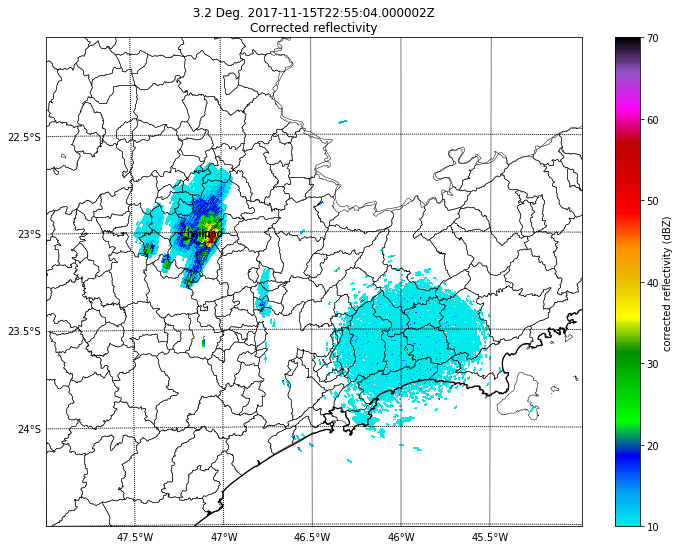 3.2 Deg. 2017-11-15T22:55:04.000002Z
Corrected reflectivity
22.5°S
23°S
23.5°S
24°S
47.5°W
47°W
46.5°W
46°W
45.5°W
70
60
50
40
30
20
10
corrected reflectivity (dBZ)